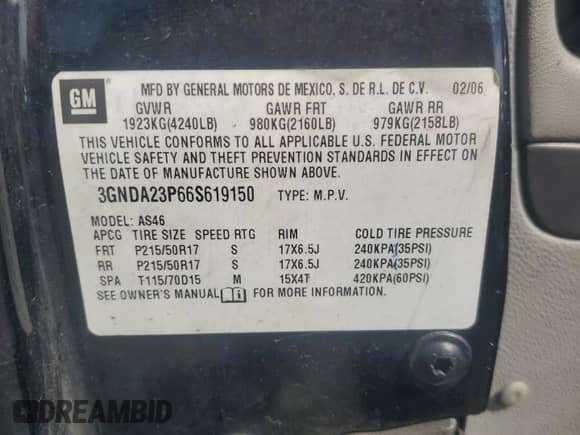 GM
MFD BY GENERAL MOTORS DE MEXICO, S. DE R.L. DE C.V. 02/06
GVWR GAWR FRT GAWR RR
1923KG(4240LB) 980KG(2160LB) 979KG(2158LB)
THIS VEHICLE CONFORMS TO ALL APPLICABLE U.S. FEDERAL MOTOR
VEHICLE SAFETY AND THEFT PREVENTION STANDARDS IN EFFECT ON
THE DATE OF MANUFACTURE SHOWN ABOVE.
3GNDA23P66S619150 TYPE: M.P.V.
MODEL: AS46
APCG TIRE SIZE SPEED RTG RIM COLD TIRE PRESSURE
FRT P215/50R17 S 17X6.5J 240KPA(35PSI)
RR P215/50R17 S 17X6.5J 240KPA(35PSI)
SPA T115/70D15 M 15X4T 420KPA(60PSI)
SEE OWNER'S MANUAL FOR MORE INFORMATION.
DREAMBID